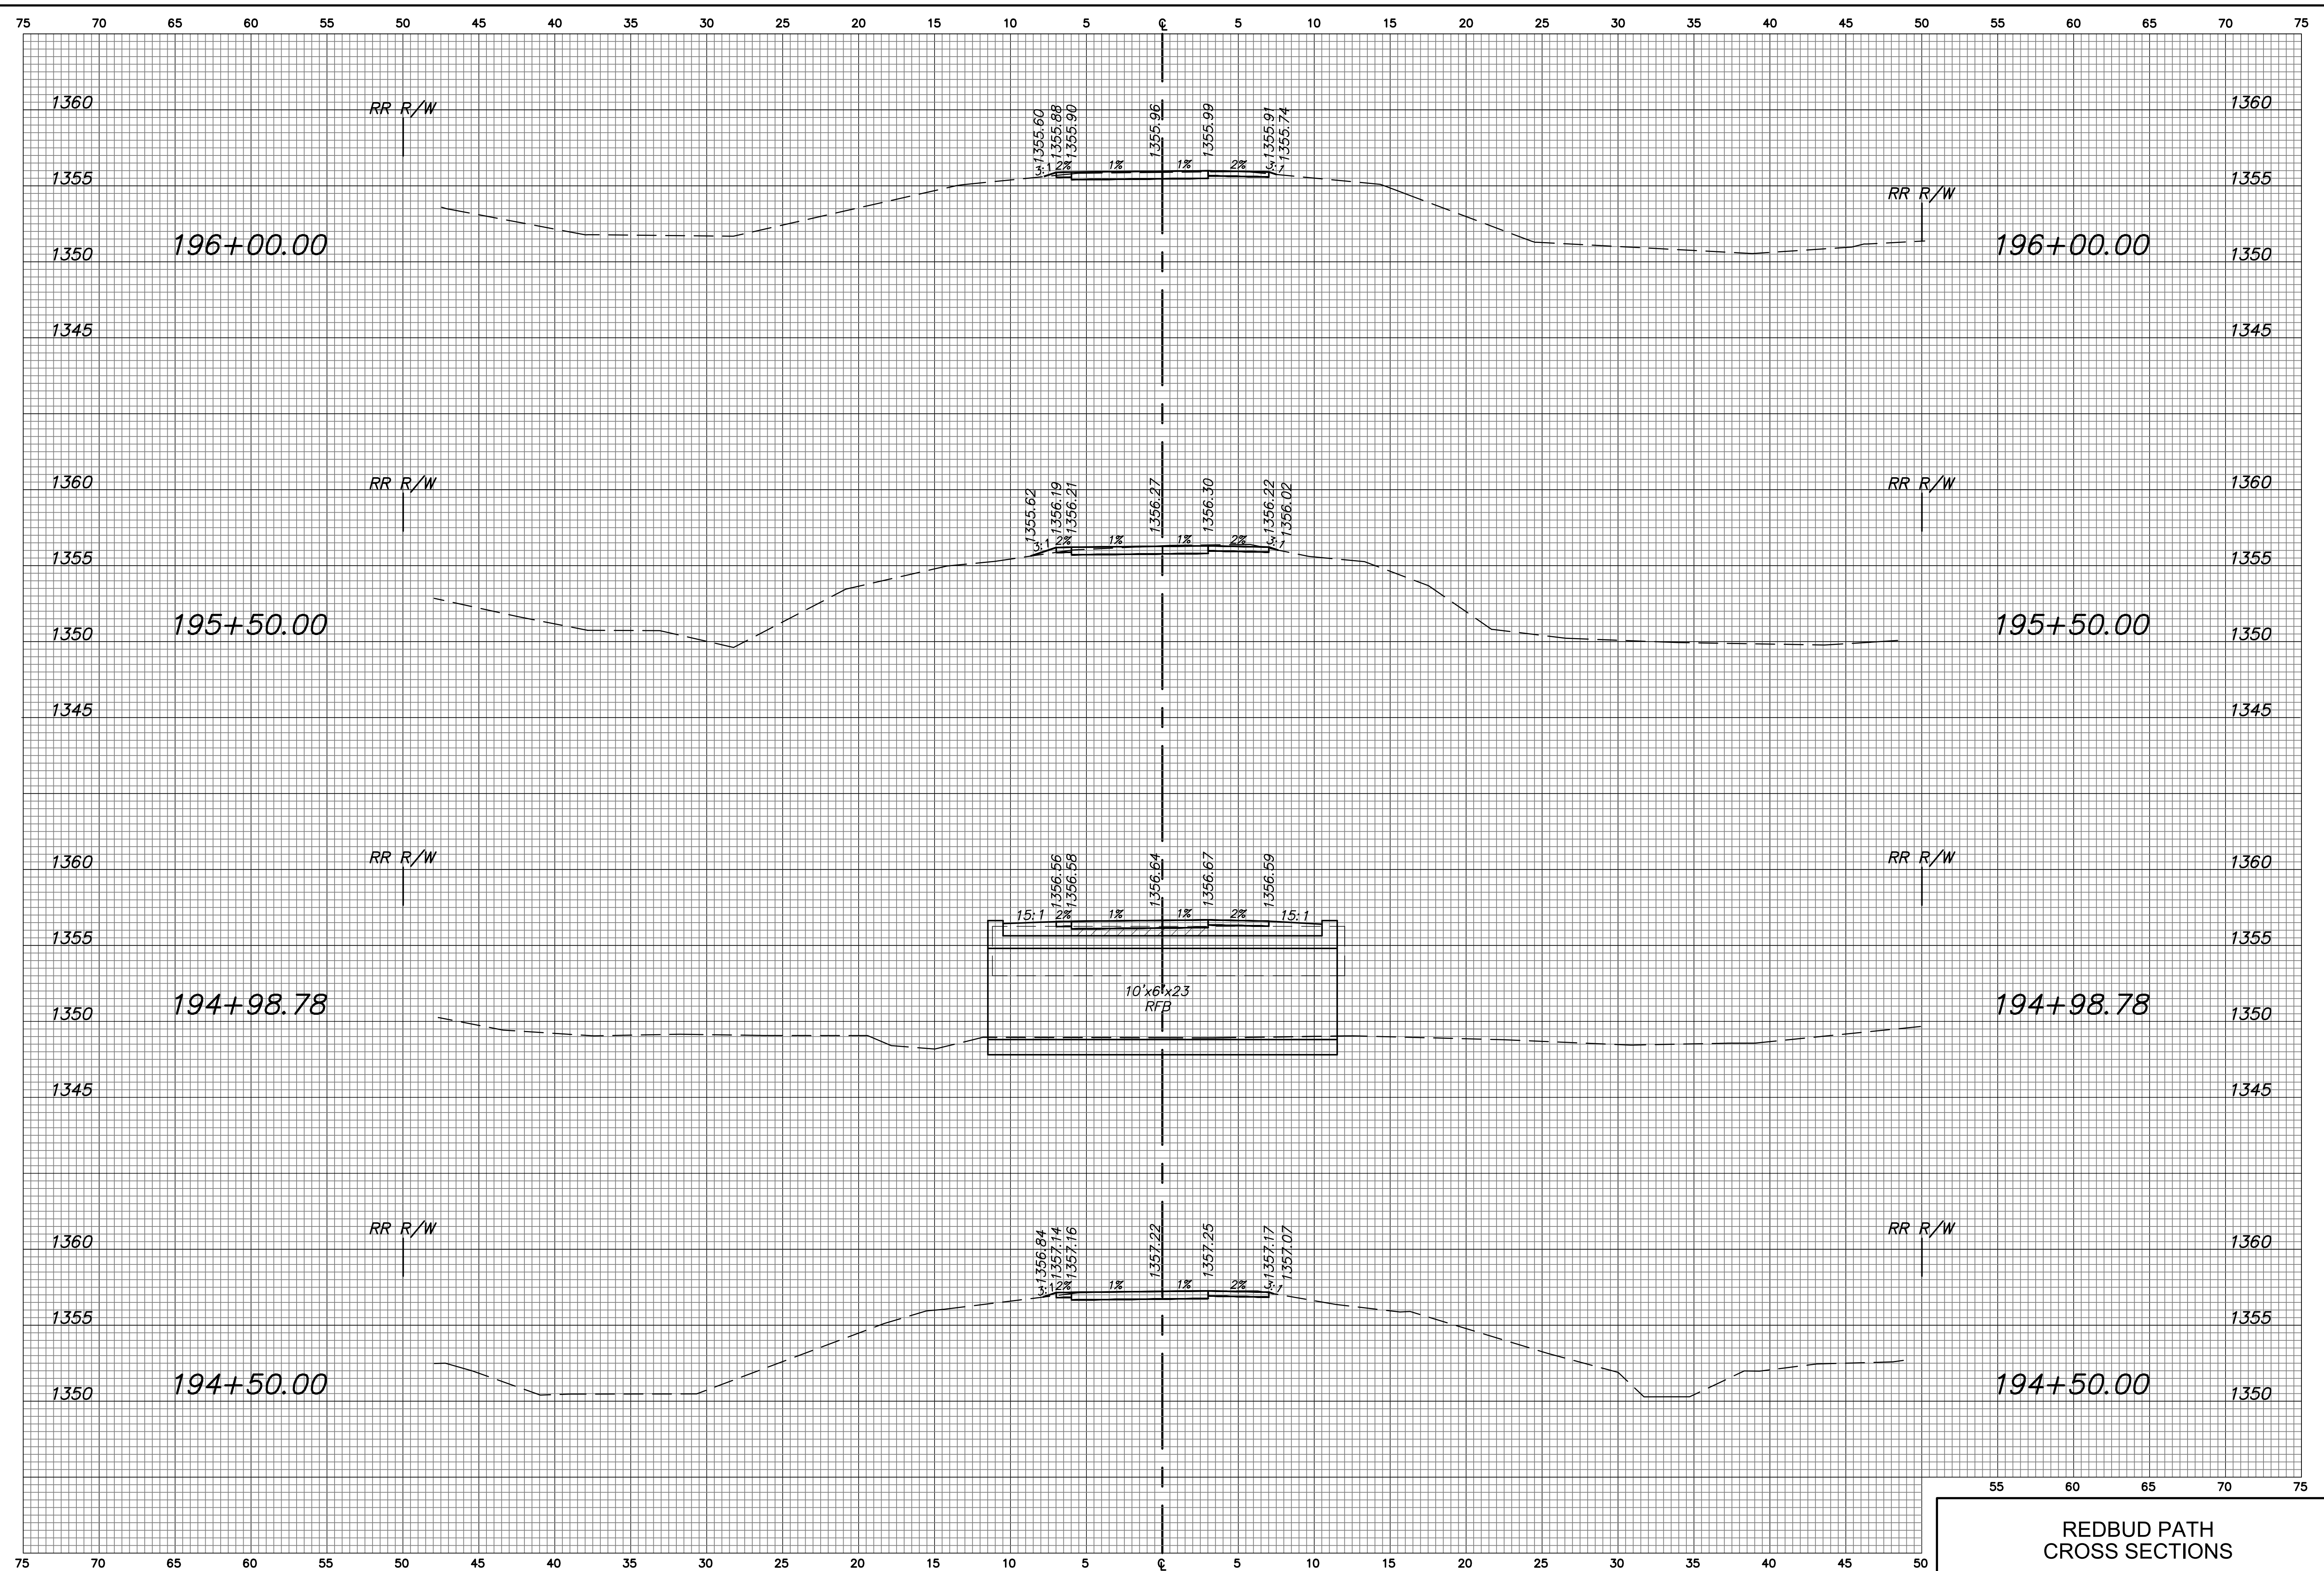 75 70 65 60 55 50 45 40 35 30 25 20 15 10 5 ℄ 5 10 15 20 25 30 35 40 45 50 55 60 65 70 75
1360 RR R/W 1355.60 1355.88 1355.90 1355.96 1355.99 1355.91 1355.74 1360
3:1 2% 1% 1% 2% 3:1
1355 RR R/W 1355
196+00.00 196+00.00
1350 1350
1345 1345
1360 RR R/W 1355.62 1356.19 1356.21 1356.27 1356.30 1356.22 1356.02 RR R/W 1360
3:1 2% 1% 1% 2% 3:1
1355 1355
195+50.00 195+50.00
1350 1350
1345 1345
1360 RR R/W 1356.56 1356.58 1356.64 1356.67 1356.59 RR R/W 1360
15:1 2% 1% 1% 2% 15:1
1355 1355
10'x6'x23
RFB
194+98.78 194+98.78
1350 1350
1345 1345
1360 RR R/W 1356.84 1357.14 1357.16 1357.22 1357.25 1357.17 1357.07 RR R/W 1360
3:1 2% 1% 1% 2% 3:1
1355 1355
194+50.00 194+50.00
1350 1350
55 60 65 70 75
REDBUD PATH
CROSS SECTIONS
75 70 65 60 55 50 45 40 35 30 25 20 15 10 5 ℄ 5 10 15 20 25 30 35 40 45 50